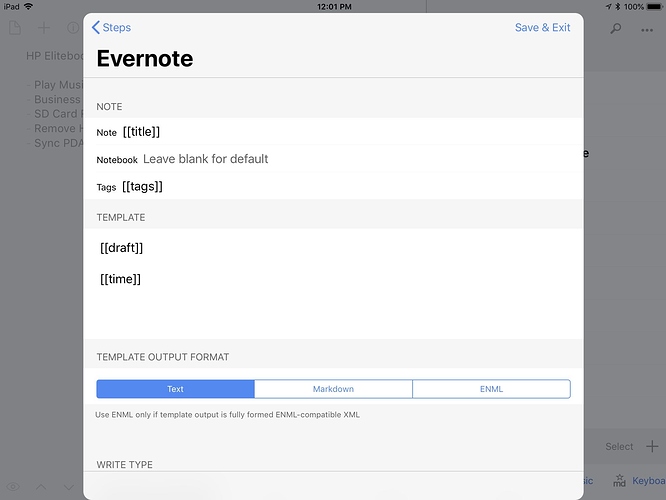 iPad 12:01 PM 100%
Steps Save & Exit
Evernote
HP Eliteboo
NOTE
- Play Musi
- Business
- SD Card
- Remove H
- Sync PDA
Note [[title]]
Notebook Leave blank for default
e
Tags [[tags]]
TEMPLATE
[[draft]]
[[time]]
TEMPLATE OUTPUT FORMAT
Text Markdown ENML
Use ENML only if template output is fully formed ENML-compatible XML
Select
WRITE TYPE
sic md Keyboa